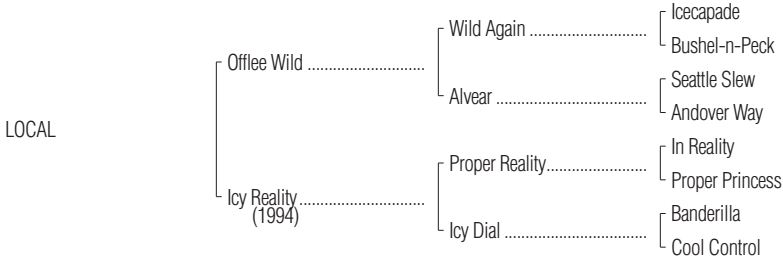 Icecapade
Wild Again
Bushel-n-Peck
Offlee Wild
Seattle Slew
Alvear
Andover Way
LOCAL
In Reality
Proper Reality
Proper Princess
Icy Reality
(1994)
Banderilla
Icy Dial
Cool Control